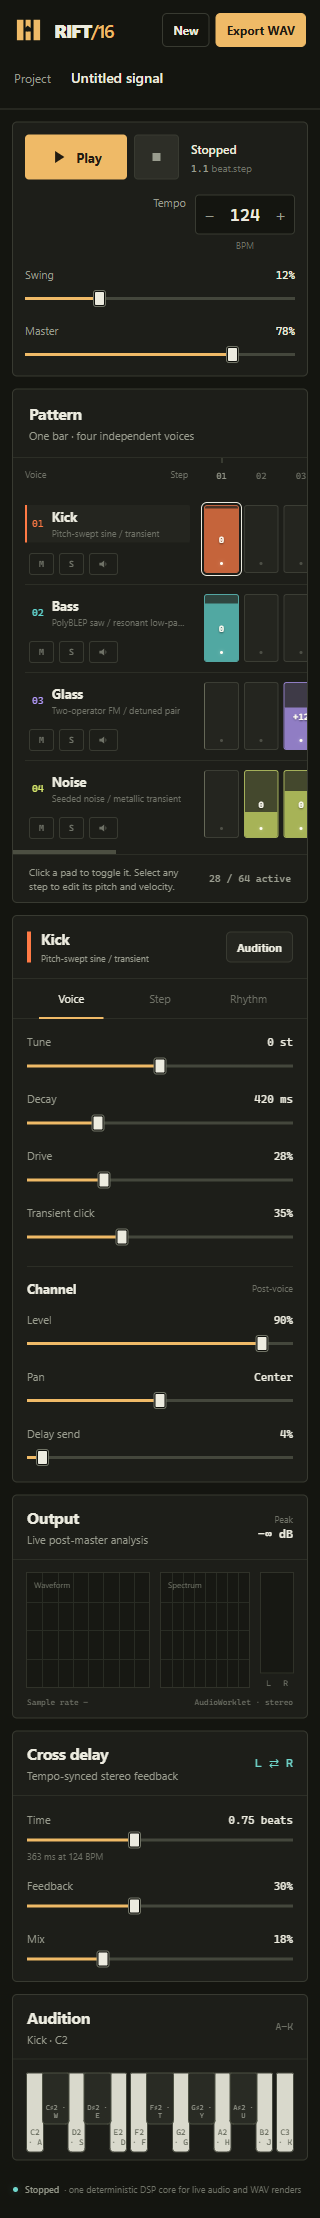 RIFT/16
New
Export WAV
Project
Untitled signal
Play
Stopped
1.1 beat.step
Tempo
− 124 +
BPM
Swing 12%
Master 78%
Pattern
One bar · four independent voices
Voice Step 01 02 03
01 Kick
Pitch-swept sine / transient
M S
0
02 Bass
PolyBLEP saw / resonant low-pa…
M S
0
03 Glass
Two-operator FM / detuned pair
M S
+12
04 Noise
Seeded noise / metallic transient
M S
0 0
Click a pad to toggle it. Select any
step to edit its pitch and velocity.
28 / 64 active
Kick
Pitch-swept sine / transient
Audition
Voice Step Rhythm
Tune 0 st
Decay 420 ms
Drive 28%
Transient click 35%
Channel Post-voice
Level 90%
Pan Center
Delay send 4%
Output
Live post-master analysis
Peak
−∞ dB
Waveform Spectrum
L R
Sample rate — AudioWorklet · stereo
Cross delay
Tempo-synced stereo feedback
L ⇄ R
Time 0.75 beats
363 ms at 124 BPM
Feedback 30%
Mix 18%
Audition
Kick · C2
A—K
C♯2 · W D♯2 · E F♯2 · T G♯2 · Y A♯2 · U
C2 · A D2 · S E2 · D F2 · F G2 · G A2 · H B2 · J C3 · K
Stopped · one deterministic DSP core for live audio and WAV renders